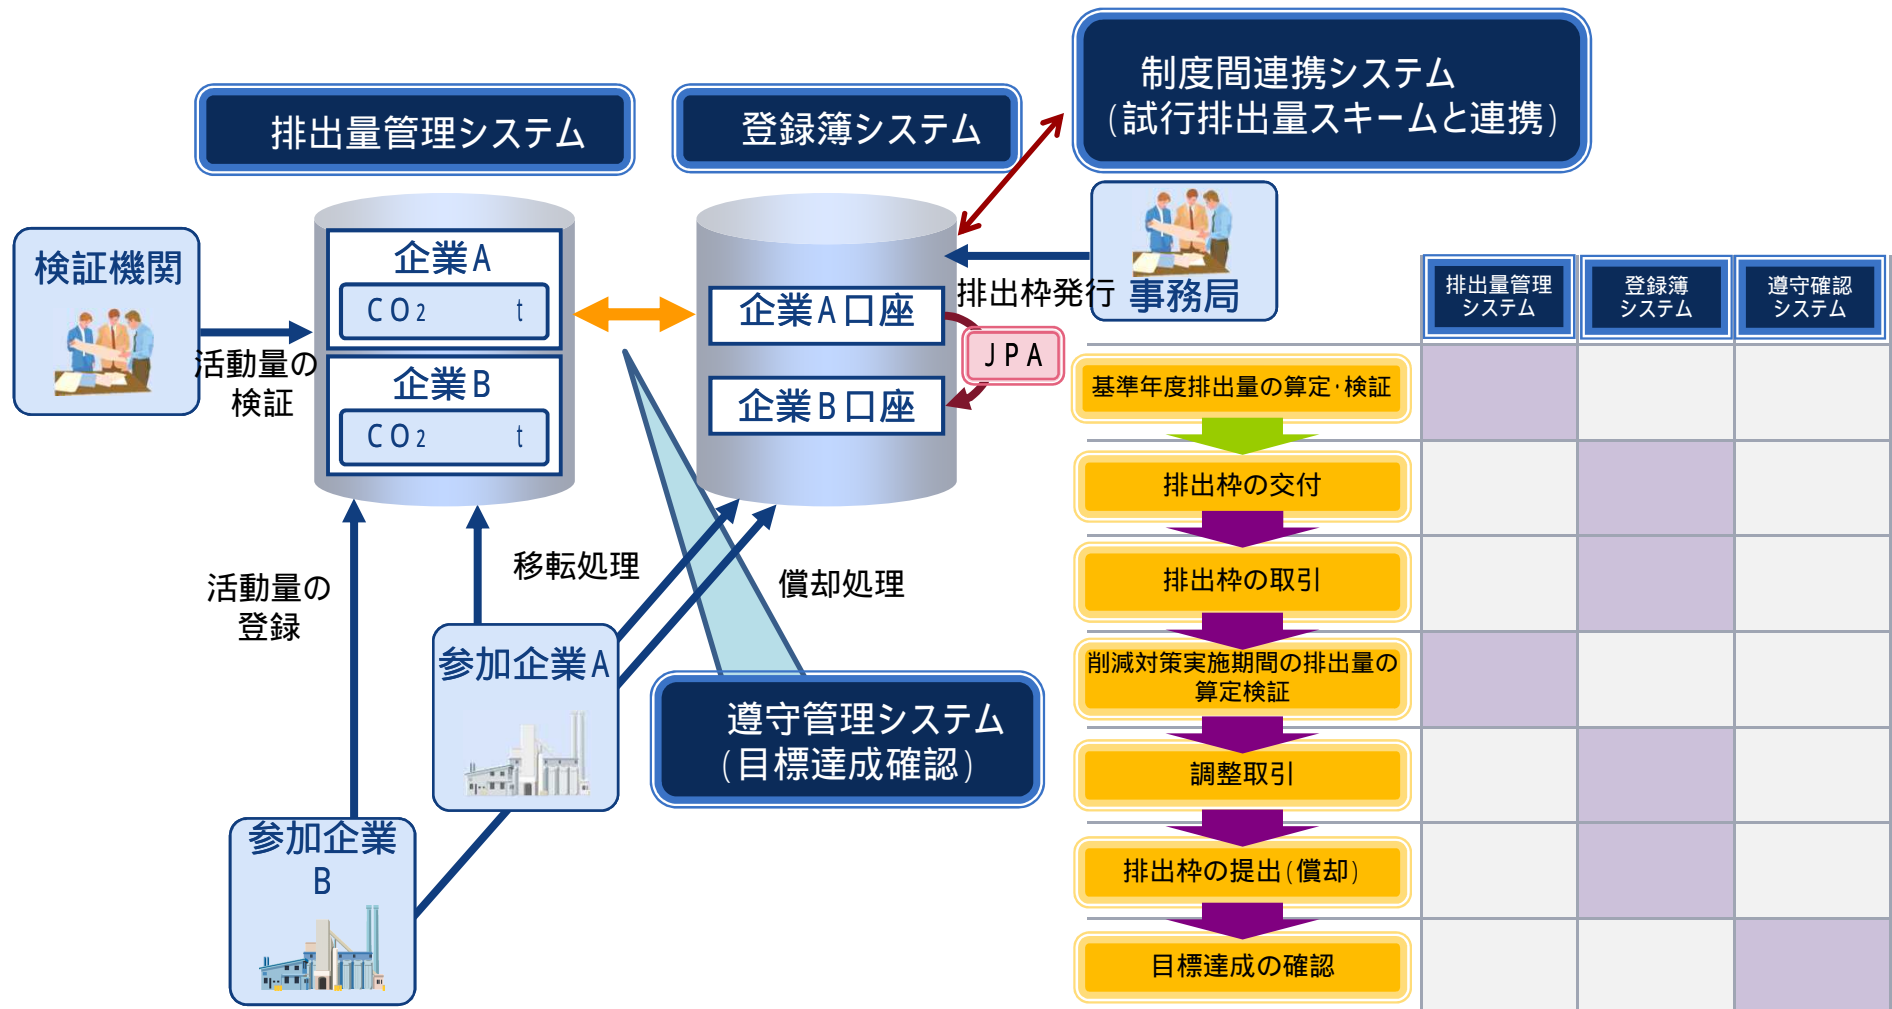 制度間連携システム
(試行排出量スキームと連携)
排出量管理システム
登録簿システム
検証機関
活動量の
検証
企業A
CO2 t
企業B
CO2 t
企業A口座
企業B口座
JPA
排出枠発行
事務局
移転処理
償却処理
活動量の
登録
参加企業A
参加企業
B
遵守管理システム
(目標達成確認)
排出量管理
システム
登録簿
システム
遵守確認
システム
基準年度排出量の算定・検証
排出枠の交付
排出枠の取引
削減対策実施期間の排出量の
算定検証
調整取引
排出枠の提出(償却)
目標達成の確認